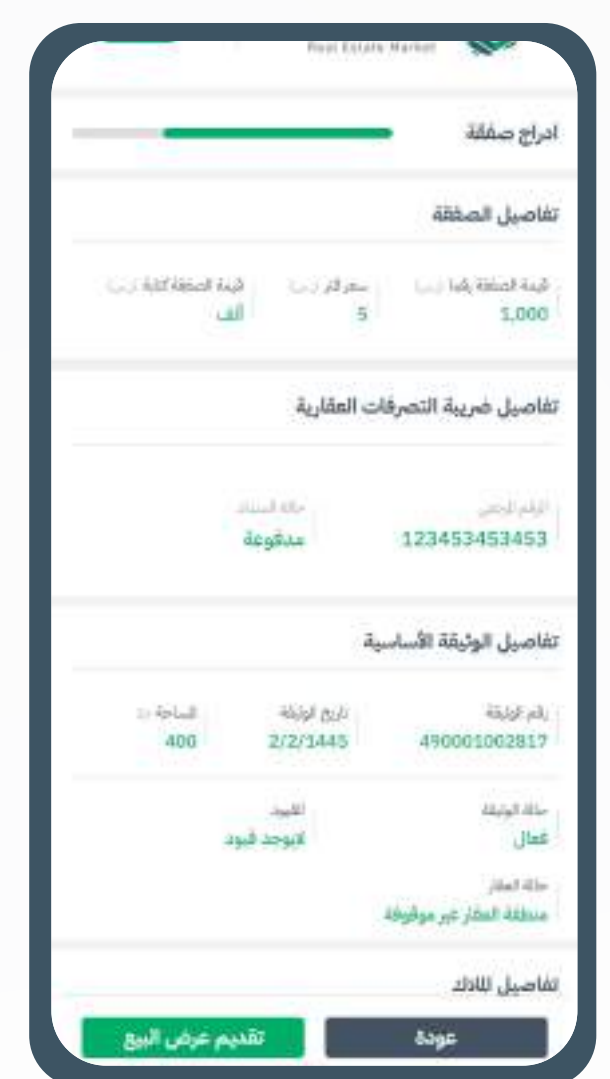 Real Estate Market
ادراج صفقة
تفاصيل الصفقة
قيمة الصفقة رقما
سعر المتر
قيمة الصفقة كتابة
1,000
5
ألف
تفاصيل ضريبة التصرفات العقارية
الرقم المرجعي
حالة السداد
123453453453
مدفوعة
تفاصيل الوثيقة الأساسية
رقم الوثيقة
تاريخ الوثيقة
المساحة
490001002817
2/2/1445
400
حالة الوثيقة
القيود
فعال
لايوجد قيود
حالة العقار
منطقة العقار غير موقوفة
تفاصيل المالك
عودة
تقديم عرض البيع